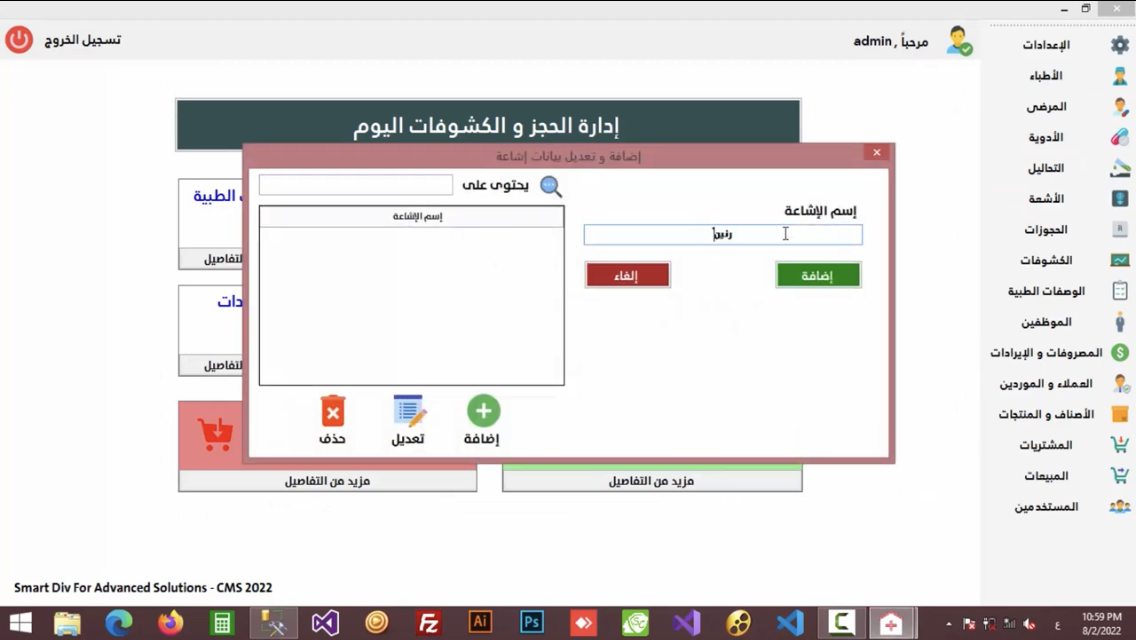 تسجيل الخروج
مرحباً , admin
الإعدادات
الأطباء
المرضى
الأدوية
التحاليل
الأشعة
الحجوزات
الكشوفات
الوصفات الطبية
الموظفين
المصروفات و الإيرادات
العملاء و الموردين
الأصناف و المنتجات
المشتريات
المبيعات
المستخدمين
إدارة الحجز و الكشوفات اليوم
إضافة و تعديل بيانات إشاعة
يحتوى على
إسم الإشاعة
إسم الإشاعة
رنين
إضافة
إلغاء
إضافة
تعديل
حذف
الطبية
التفاصيل
دات
التفاصيل
مزيد من التفاصيل
مزيد من التفاصيل
Smart Div For Advanced Solutions - CMS 2022
ع
10:59 PM
8/2/2022